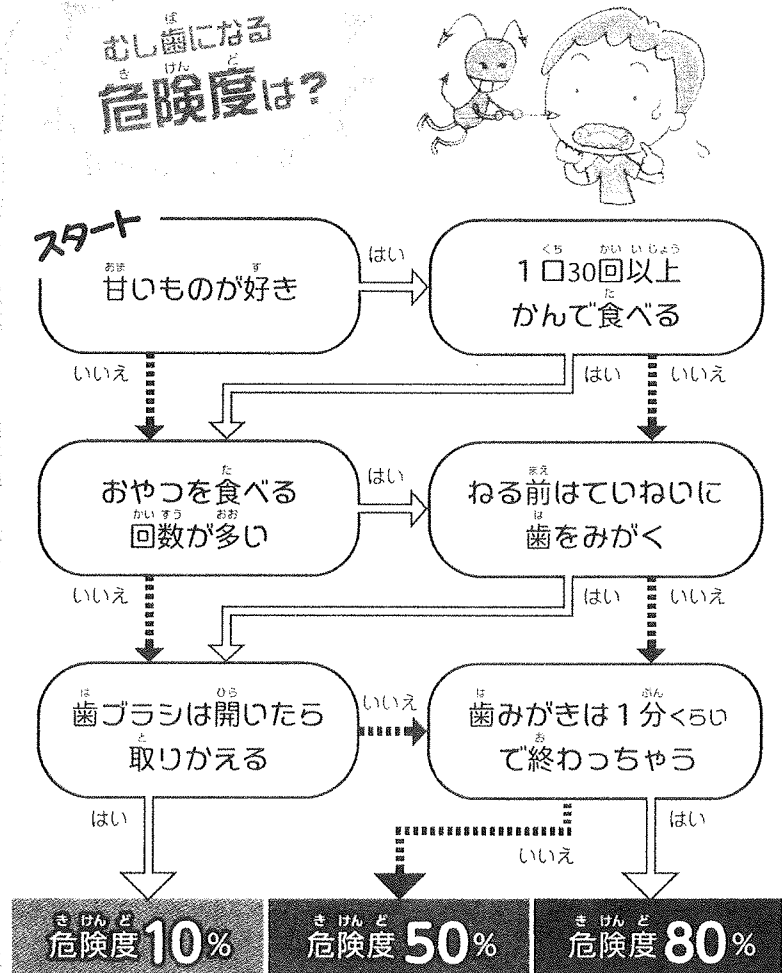 むし歯になる
危険度は？
スタート
甘いものが好き
はい
1口30回以上
かんで食べる
いいえ
はい
いいえ
おやつを食べる
回数が多い
はい
ねる前はていねいに
歯をみがく
いいえ
はい
いいえ
歯ブラシは開いたら
取りかえる
いいえ
歯みがきは1分くらい
で終わっちゃう
はい
いいえ
はい
危険度10%
危険度50%
危険度80%